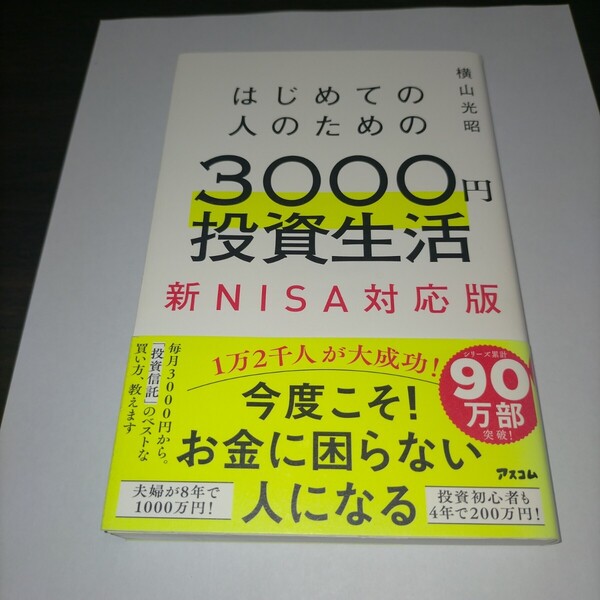 横山光昭
はじめての
人のための
3000円
投資生活
新NISA対応版
毎月3000円から。
「投資信託」のベストな
買い方、教えます
1万2千人が大成功!
シリーズ累計
90
万部
突破!
今度こそ!
お金に困らない
人になる
アスコム
夫婦が8年で
1000万円!
投資初心者も
4年で200万円!